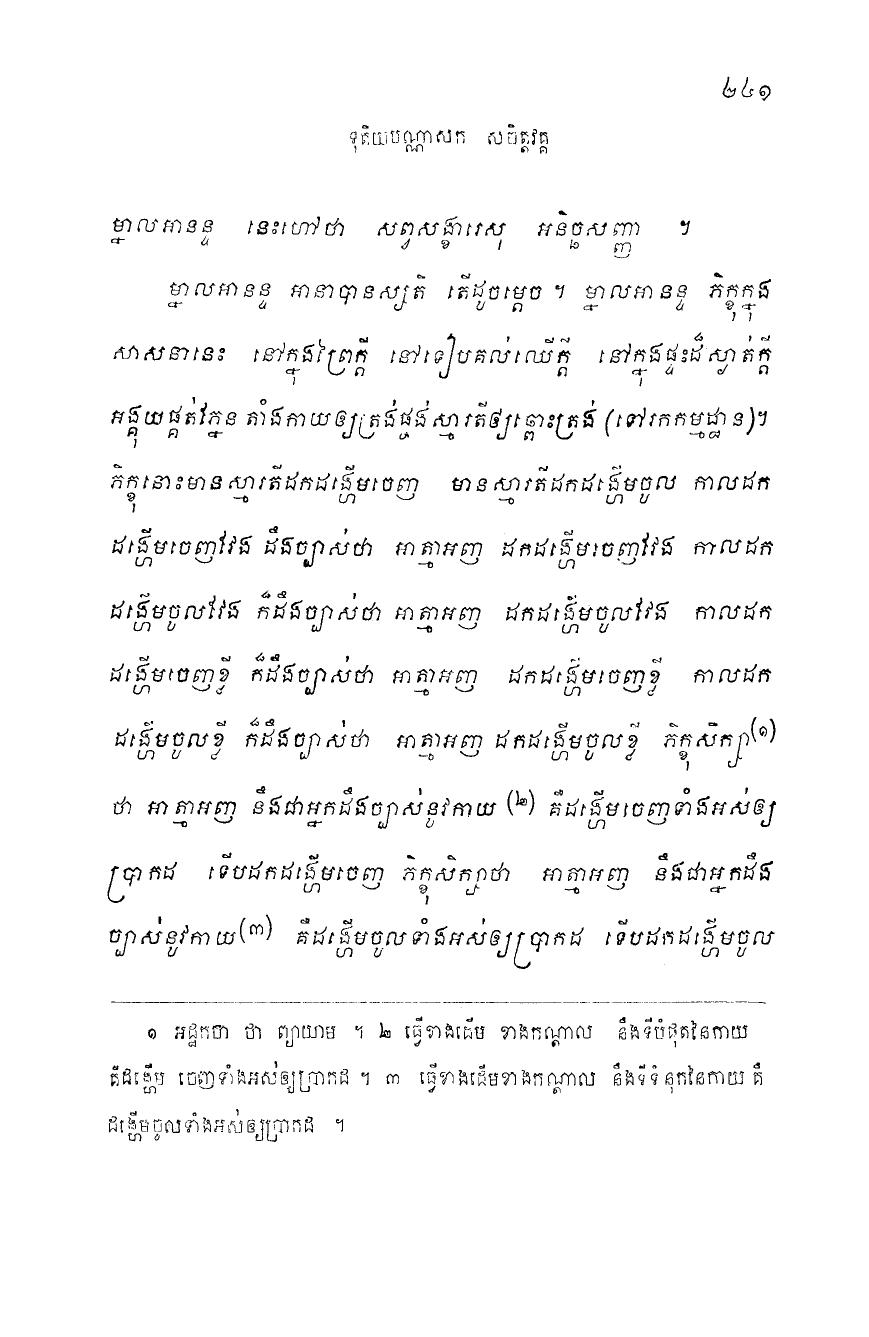 ២៤១
ទុតិយបណ្ណាសក សចិត្តវគ្គ
ម្នាលអានន្ទ នេះហៅថា សព្វសង្ខារេសុ អនិច្ចសញ្ញា ។
ម្នាលអានន្ទ អានាបានស្សតិ តើដូចម្តេច ។ ម្នាលអានន្ទ ភិក្ខុក្នុង
សាសនានេះ នៅក្នុងព្រៃក្តី នៅទៀបគល់ឈើក្តី នៅក្នុងផ្ទះដ៏ស្ងាត់ក្តី
អង្គុយផ្គត់ភ្នែន តាំងកាយឲ្យត្រង់ផ្ចង់ស្មារតីឲ្យឆ្ពោះត្រង់ (ទៅរកកម្មដ្ឋាន)។
ភិក្ខុនោះមានស្មារតីដកដង្ហើមចេញ មានស្មារតីដកដង្ហើមចូល កាលដក
ដង្ហើមចេញវែង ដឹងច្បាស់ថា អាត្មាអញ ដកដង្ហើមចេញវែង កាលដក
ដង្ហើមចូលវែង ក៏ដឹងច្បាស់ថា អាត្មាអញ ដកដង្ហើមចូលវែង កាលដក
ដង្ហើមចេញខ្លី ក៏ដឹងច្បាស់ថា អាត្មាអញ ដកដង្ហើមចេញខ្លី កាលដក
ដង្ហើមចូលខ្លី ក៏ដឹងច្បាស់ថា អាត្មាអញ ដកដង្ហើមចូលខ្លី ភិក្ខុសិក្សា(១)
ថា អាត្មាអញ នឹងជាអ្នកដឹងច្បាស់នូវកាយ (២) គឺដង្ហើមចេញទាំងអស់ឲ្យ
ប្រាកដ ទើបដកដង្ហើមចេញ ភិក្ខុសិក្សាថា អាត្មាអញ នឹងជាអ្នកដឹង
ច្បាស់នូវកាយ(៣) គឺដង្ហើមចូលទាំងអស់ឲ្យប្រាកដ ទើបដកដង្ហើមចូល
១ អដ្ឋកថា ថា ព្យាយាម ។ ២ ធ្វើខាងដើម ខាងកណ្តាល នឹងទីបំផុតនៃកាយ
គឺដង្ហើម ចេញទាំងអស់ឲ្យប្រាកដ ។ ៣ ធ្វើខាងដើមខាងកណ្តាល នឹងទីបំផុតនៃកាយ គឺ
ដង្ហើមចូលទាំងអស់ឲ្យប្រាកដ ។